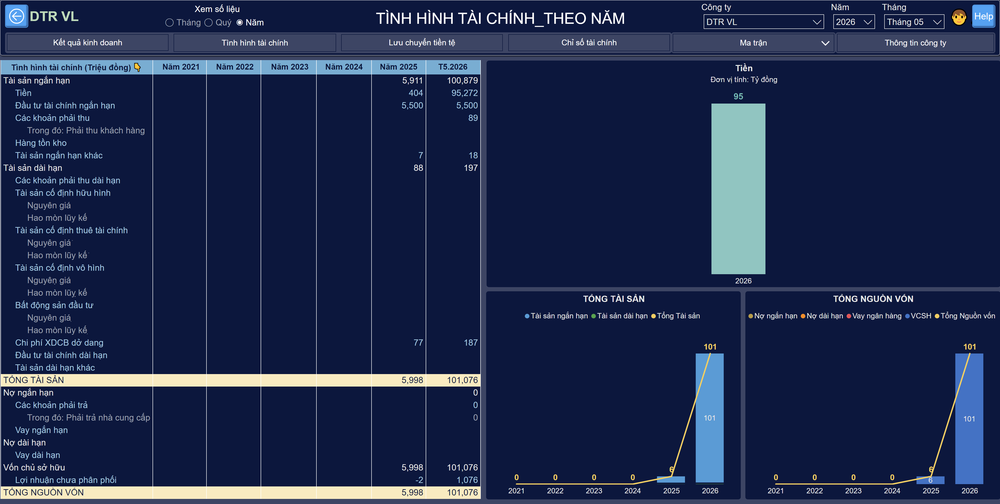 DTR VL
Xem số liệu
Tháng Quý Năm
TÌNH HÌNH TÀI CHÍNH_THEO NĂM
Công ty
DTR VL
Năm
2026
Tháng
Tháng 05
Help
Kết quả kinh doanh
Tình hình tài chính
Lưu chuyển tiền tệ
Chỉ số tài chính
Ma trận
Thông tin công ty
Tình hình tài chính (Triệu đồng) Năm 2021 Năm 2022 Năm 2023 Năm 2024 Năm 2025 T5.2026
Tài sản ngắn hạn 5,911 100,879
Tiền 404 95,272
Đầu tư tài chính ngắn hạn 5,500 5,500
Các khoản phải thu 89
Trong đó: Phải thu khách hàng
Hàng tồn kho
Tài sản ngắn hạn khác 7 18
Tài sản dài hạn 88 197
Các khoản phải thu dài hạn
Tài sản cố định hữu hình
Nguyên giá
Hao mòn lũy kế
Tài sản cố định thuê tài chính
Nguyên giá
Hao mòn lũy kế
Tài sản cố định vô hình
Nguyên giá
Hao mòn lũy kế
Bất động sản đầu tư
Nguyên giá
Hao mòn lũy kế
Chi phí XDCB dở dang 77 187
Đầu tư tài chính dài hạn
Tài sản dài hạn khác
TỔNG TÀI SẢN 5,998 101,076
Nợ ngắn hạn 0
Các khoản phải trả 0
Trong đó: Phải trả nhà cung cấp 0
Vay ngắn hạn
Nợ dài hạn
Vay dài hạn
Vốn chủ sở hữu 5,998 101,076
Lợi nhuận chưa phân phối -2 1,076
TỔNG NGUỒN VỐN 5,998 101,076
Tiền
Đơn vị tính: Tỷ đồng
95
2026
TỔNG TÀI SẢN
Tài sản ngắn hạn Tài sản dài hạn Tổng Tài sản
101
101
0 0 0 0 6
2021 2022 2023 2024 2025 2026
TỔNG NGUỒN VỐN
Nợ ngắn hạn Nợ dài hạn Vay ngân hàng VCSH Tổng Nguồn vốn
101
101
0 0 0 0 6
6
2021 2022 2023 2024 2025 2026